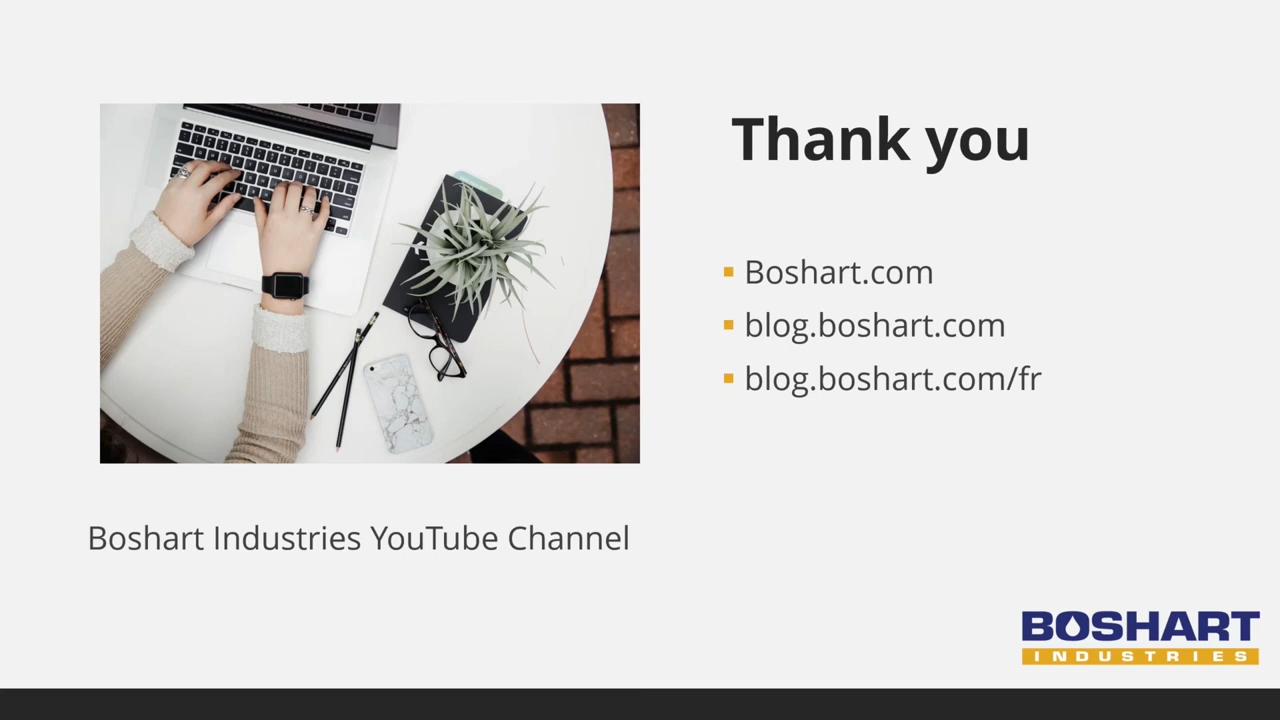 Thank you
Boshart.com
blog.boshart.com
blog.boshart.com/fr
Boshart Industries YouTube Channel
BOSHART
INDUSTRIES